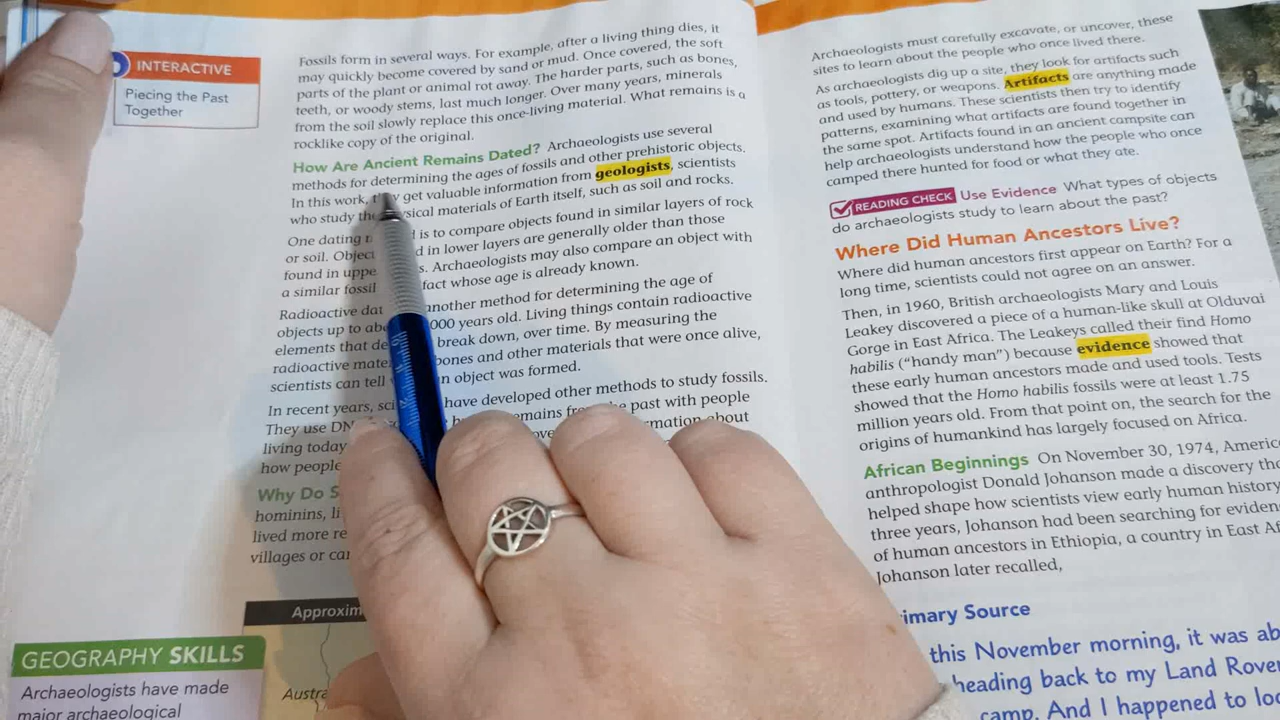 INTERACTIVE
Piecing the Past
Together
Fossils form in several ways. For example, after a living thing dies, it
may quickly become covered by sand or mud. Once covered, the soft
parts of the plant or animal rot away. The harder parts, such as bones,
teeth, or woody stems, last much longer. Over many years, minerals
from the soil slowly replace this once-living material. What remains is a
rocklike copy of the original.
How Are Ancient Remains Dated? Archaeologists use several
methods for determining the ages of fossils and other prehistoric objects.
In this work, get valuable information from geologists, scientists
who study the physical materials of Earth itself, such as soil and rocks.
One dating is to compare objects found in similar layers of rock
or soil. in lower layers are generally older than those
found in Archaeologists may also compare an object with
a similar fossil whose age is already known.
Radioactive another method for determining the age of
objects up to 000 years old. Living things contain radioactive
elements that break down, over time. By measuring the
radioactive bones and other materials that were once alive,
scientists can tell object was formed.
In recent years, have developed other methods to study fossils.
They use remains from the past with people
living today about
how people
Why Do
hominins,
lived more
villages or
Approxim
GEOGRAPHY SKILLS
Archaeologists have made
major archaeological
Archaeologists must carefully excavate, or uncover, these
sites to learn about the people who once lived there.
As archaeologists dig up a site, they look for artifacts such
as tools, pottery, or weapons. Artifacts are anything made
and used by humans. These scientists then try to identify
patterns, examining what artifacts are found together in
the same spot. Artifacts found in an ancient campsite can
help archaeologists understand how the people who once
camped there hunted for food or what they ate.
READING CHECK Use Evidence What types of objects
do archaeologists study to learn about the past?
Where Did Human Ancestors Live?
Where did human ancestors first appear on Earth? For a
long time, scientists could not agree on an answer.
Then, in 1960, British archaeologists Mary and Louis
Leakey discovered a piece of a human-like skull at Olduvai
Gorge in East Africa. The Leakeys called their find Homo
habilis (“handy man”) because evidence showed that
these early human ancestors made and used tools. Tests
showed that the Homo habilis fossils were at least 1.75
million years old. From that point on, the search for the
origins of humankind has largely focused on Africa.
African Beginnings On November 30, 1974, Americ
anthropologist Donald Johanson made a discovery tha
helped shape how scientists view early human history
three years, Johanson had been searching for eviden
of human ancestors in Ethiopia, a country in East A
Johanson later recalled,
imary Source
this November morning, it was ab
heading back to my Land Rove
camp. And I happened to loo